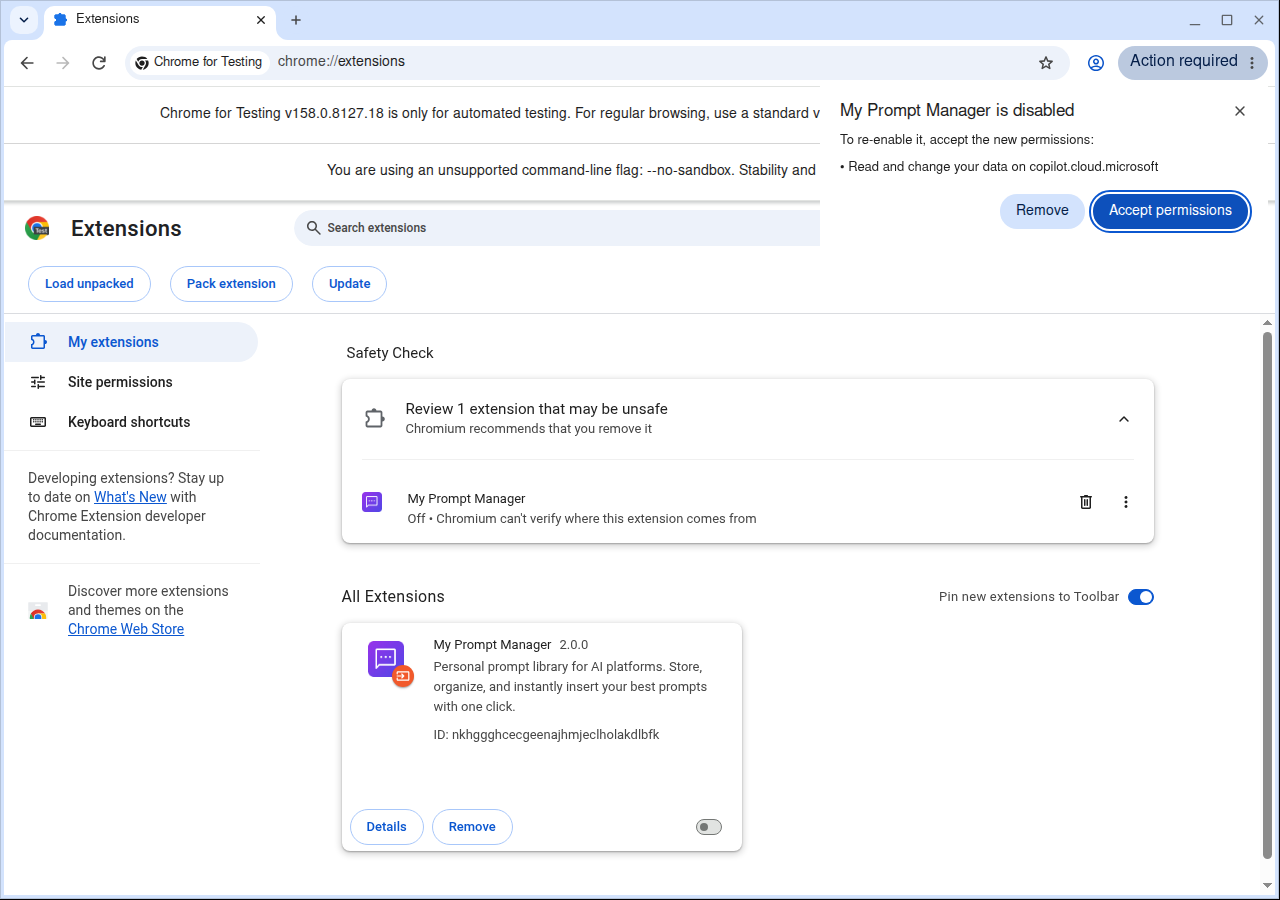 Extensions
Chrome for Testing
chrome://extensions
Action required
Chrome for Testing v158.0.8127.18 is only for automated testing. For regular browsing, use a standard v
You are using an unsupported command-line flag: --no-sandbox. Stability and
My Prompt Manager is disabled
To re-enable it, accept the new permissions:
• Read and change your data on copilot.cloud.microsoft
Remove
Accept permissions
Test
Extensions
Search extensions
Load unpacked
Pack extension
Update
My extensions
Site permissions
Keyboard shortcuts
Developing extensions? Stay up
to date on What's New with
Chrome Extension developer
documentation.
Discover more extensions
and themes on the
Chrome Web Store
Safety Check
Review 1 extension that may be unsafe
Chromium recommends that you remove it
My Prompt Manager
Off • Chromium can't verify where this extension comes from
All Extensions
Pin new extensions to Toolbar
My Prompt Manager 2.0.0
Personal prompt library for AI platforms. Store,
organize, and instantly insert your best prompts
with one click.
ID: nkhggghcecgeenajhmjeclholakdlbfk
Details
Remove